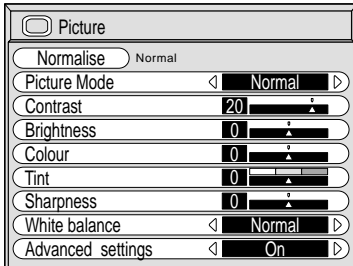 Picture
Normalise Normal
Picture Mode Normal
Contrast 20
Brightness 0
Colour 0
Tint 0
Sharpness 0
White balance Normal
Advanced settings On